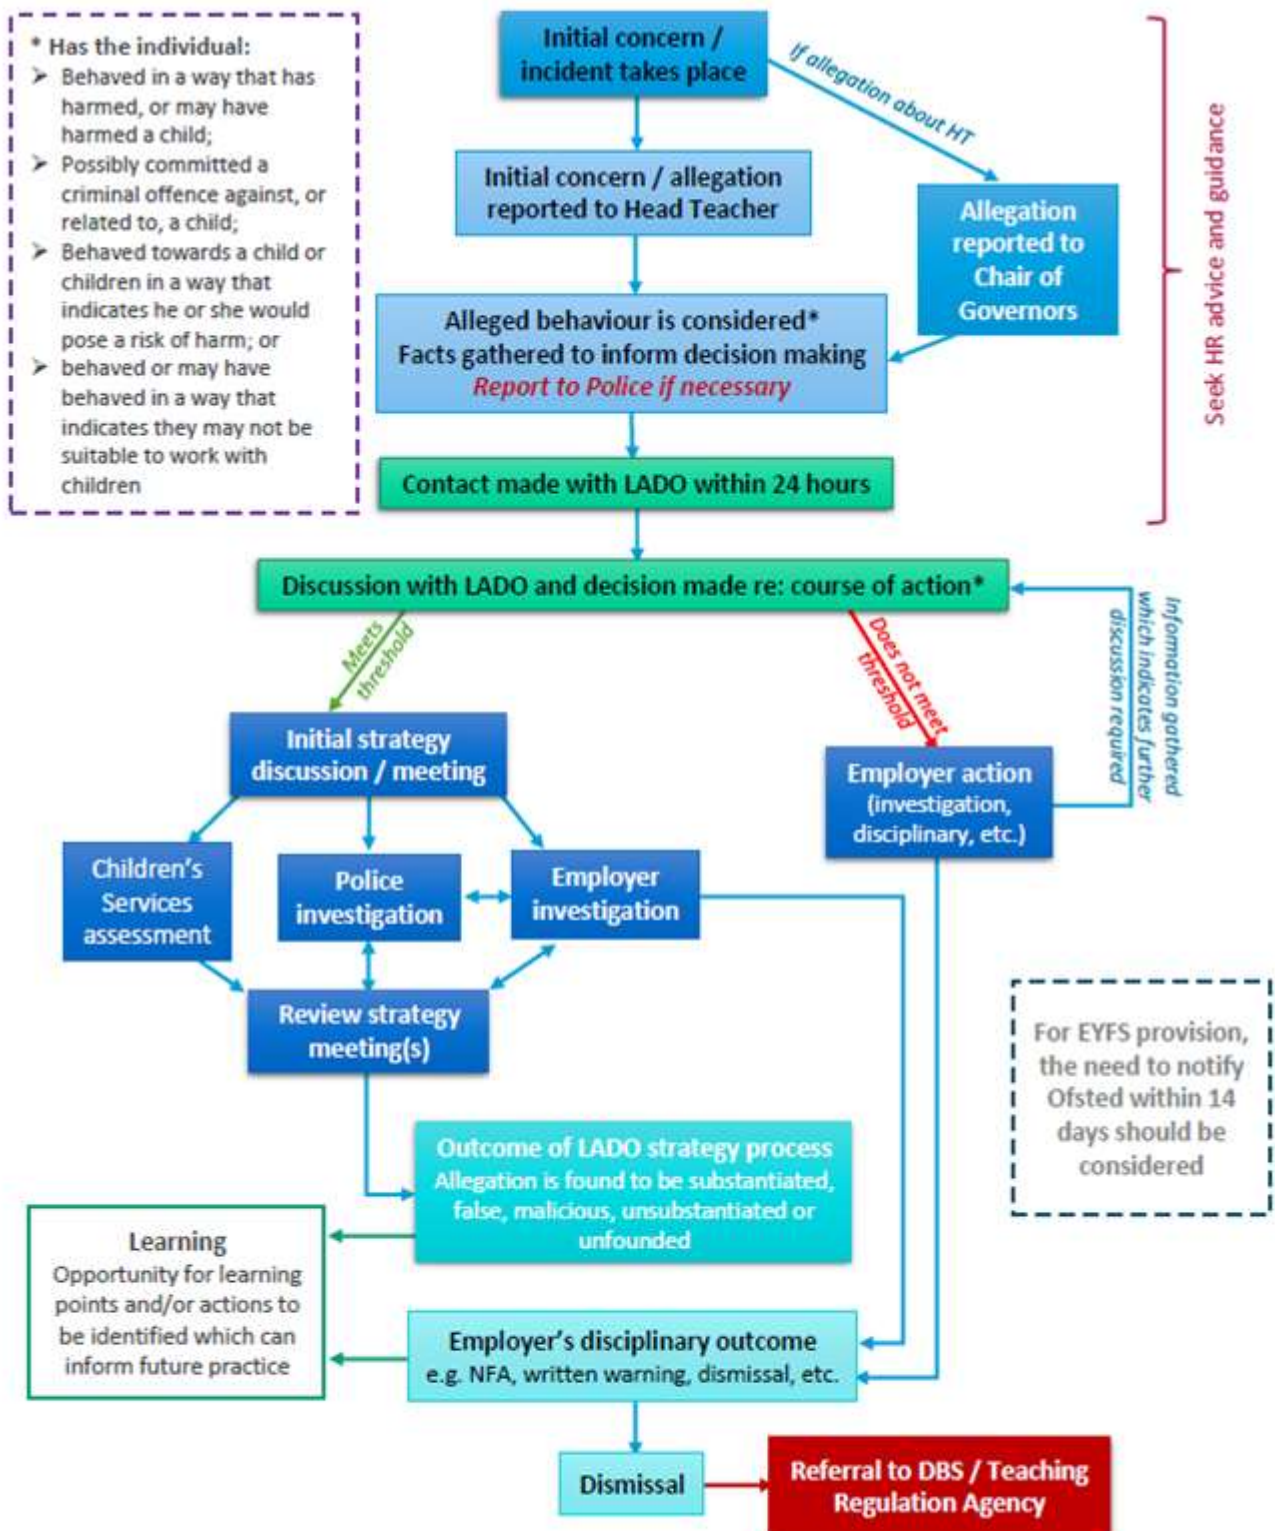 * Has the individual:
➢ Behaved in a way that has
harmed, or may have
harmed a child;
➢ Possibly committed a
criminal offence against, or
related to, a child;
➢ Behaved towards a child or
children in a way that
indicates he or she would
pose a risk of harm; or
➢ behaved or may have
behaved in a way that
indicates they may not be
suitable to work with
children
Initial concern /
incident takes place
If allegation about HT
Initial concern / allegation
reported to Head Teacher
Allegation
reported to
Chair of
Governors
Seek HR advice and guidance
Alleged behaviour is considered*
Facts gathered to inform decision making
Report to Police if necessary
Contact made with LADO within 24 hours
Discussion with LADO and decision made re: course of action*
Meets
threshold
Does not meet
threshold
Information gathered
which indicates further
discussion required
Initial strategy
discussion / meeting
Employer action
(investigation,
disciplinary, etc.)
Children's
Services
assessment
Police
investigation
Employer
investigation
Review strategy
meeting(s)
For EYFS provision,
the need to notify
Ofsted within 14
days should be
considered
Outcome of LADO strategy process
Allegation is found to be substantiated,
false, malicious, unsubstantiated or
unfounded
Learning
Opportunity for learning
points and/or actions to
be identified which can
inform future practice
Employer's disciplinary outcome
e.g. NFA, written warning, dismissal, etc.
Dismissal
Referral to DBS / Teaching
Regulation Agency